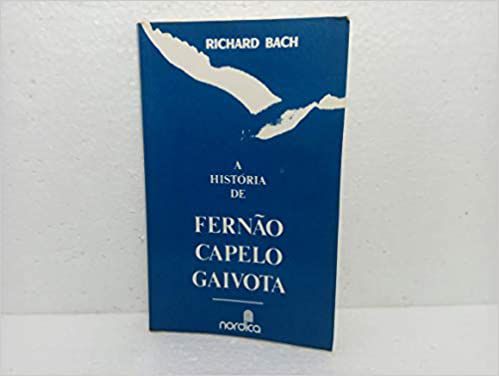 RICHARD BACH
A
HISTÓRIA
DE
FERNÃO
CAPELO
GAIVOTA
nordica